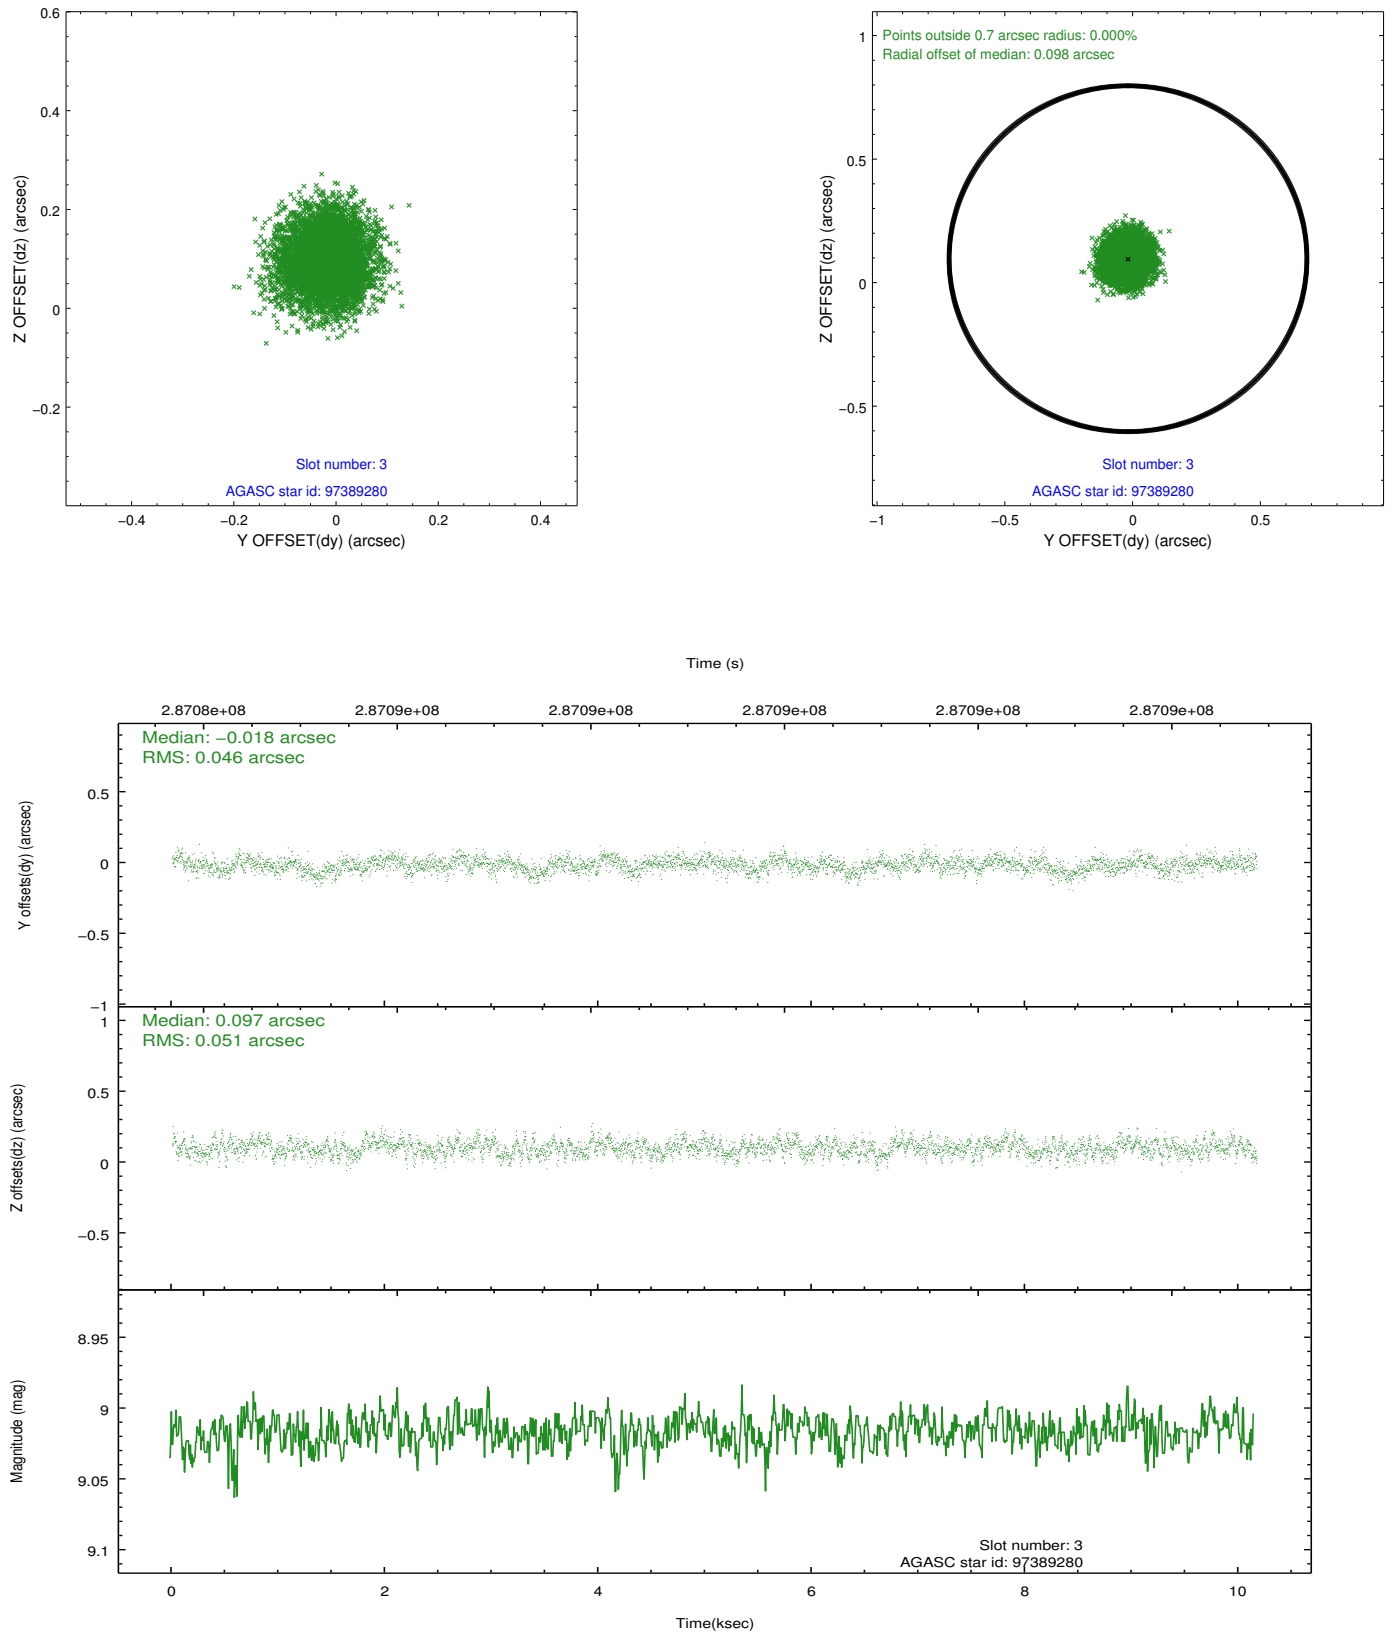 0.6
0.4
0.2
0
−0.2
Z OFFSET(dz) (arcsec)
Slot number: 3
AGASC star id: 97389280
−0.4 −0.2 0 0.2 0.4
Y OFFSET(dy) (arcsec)
Points outside 0.7 arcsec radius: 0.000%
Radial offset of median: 0.098 arcsec
1
0.5
0
−0.5
Z OFFSET(dz) (arcsec)
Slot number: 3
AGASC star id: 97389280
−1 −0.5 0 0.5
Y OFFSET(dy) (arcsec)
Time (s)
2.8708e+08 2.8709e+08 2.8709e+08 2.8709e+08 2.8709e+08 2.8709e+08
Median: −0.018 arcsec
RMS: 0.046 arcsec
0.5
0
−0.5
−1
Y offsets(dy) (arcsec)
Median: 0.097 arcsec
RMS: 0.051 arcsec
1
0.5
0
−0.5
Z offsets(dz) (arcsec)
8.95
9
9.05
9.1
Magnitude (mag)
Slot number: 3
AGASC star id: 97389280
0 2 4 6 8 10
Time(ksec)